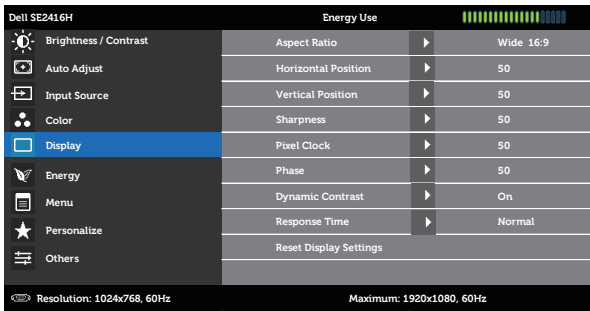 Dell SE2416H Energy Use
Brightness / Contrast Aspect Ratio Wide 16:9
Auto Adjust Horizontal Position 50
Input Source Vertical Position 50
Color Sharpness 50
Display Pixel Clock 50
Energy Phase 50
Menu Dynamic Contrast On
Personalize Response Time Normal
Others Reset Display Settings
Resolution: 1024x768, 60Hz Maximum: 1920x1080, 60Hz